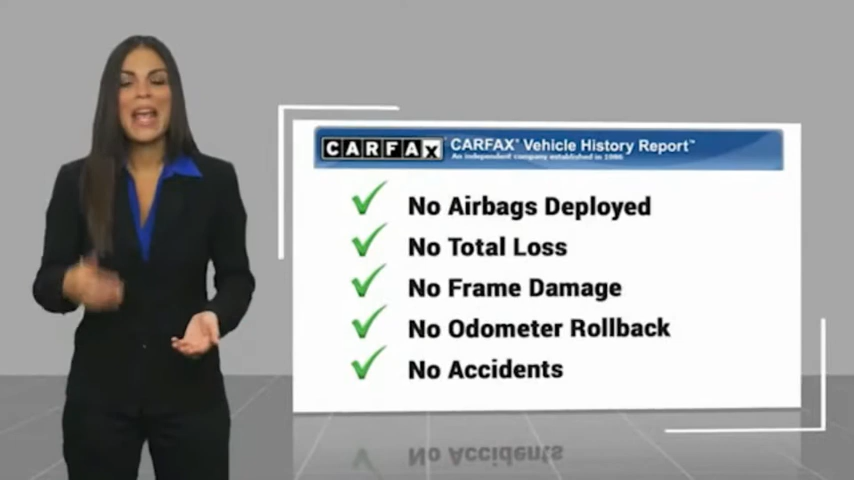 CARFAX CARFAX® Vehicle History Report™
An independent company established in 1986
No Airbags Deployed
No Total Loss
No Frame Damage
No Odometer Rollback
No Accidents
No Accidents